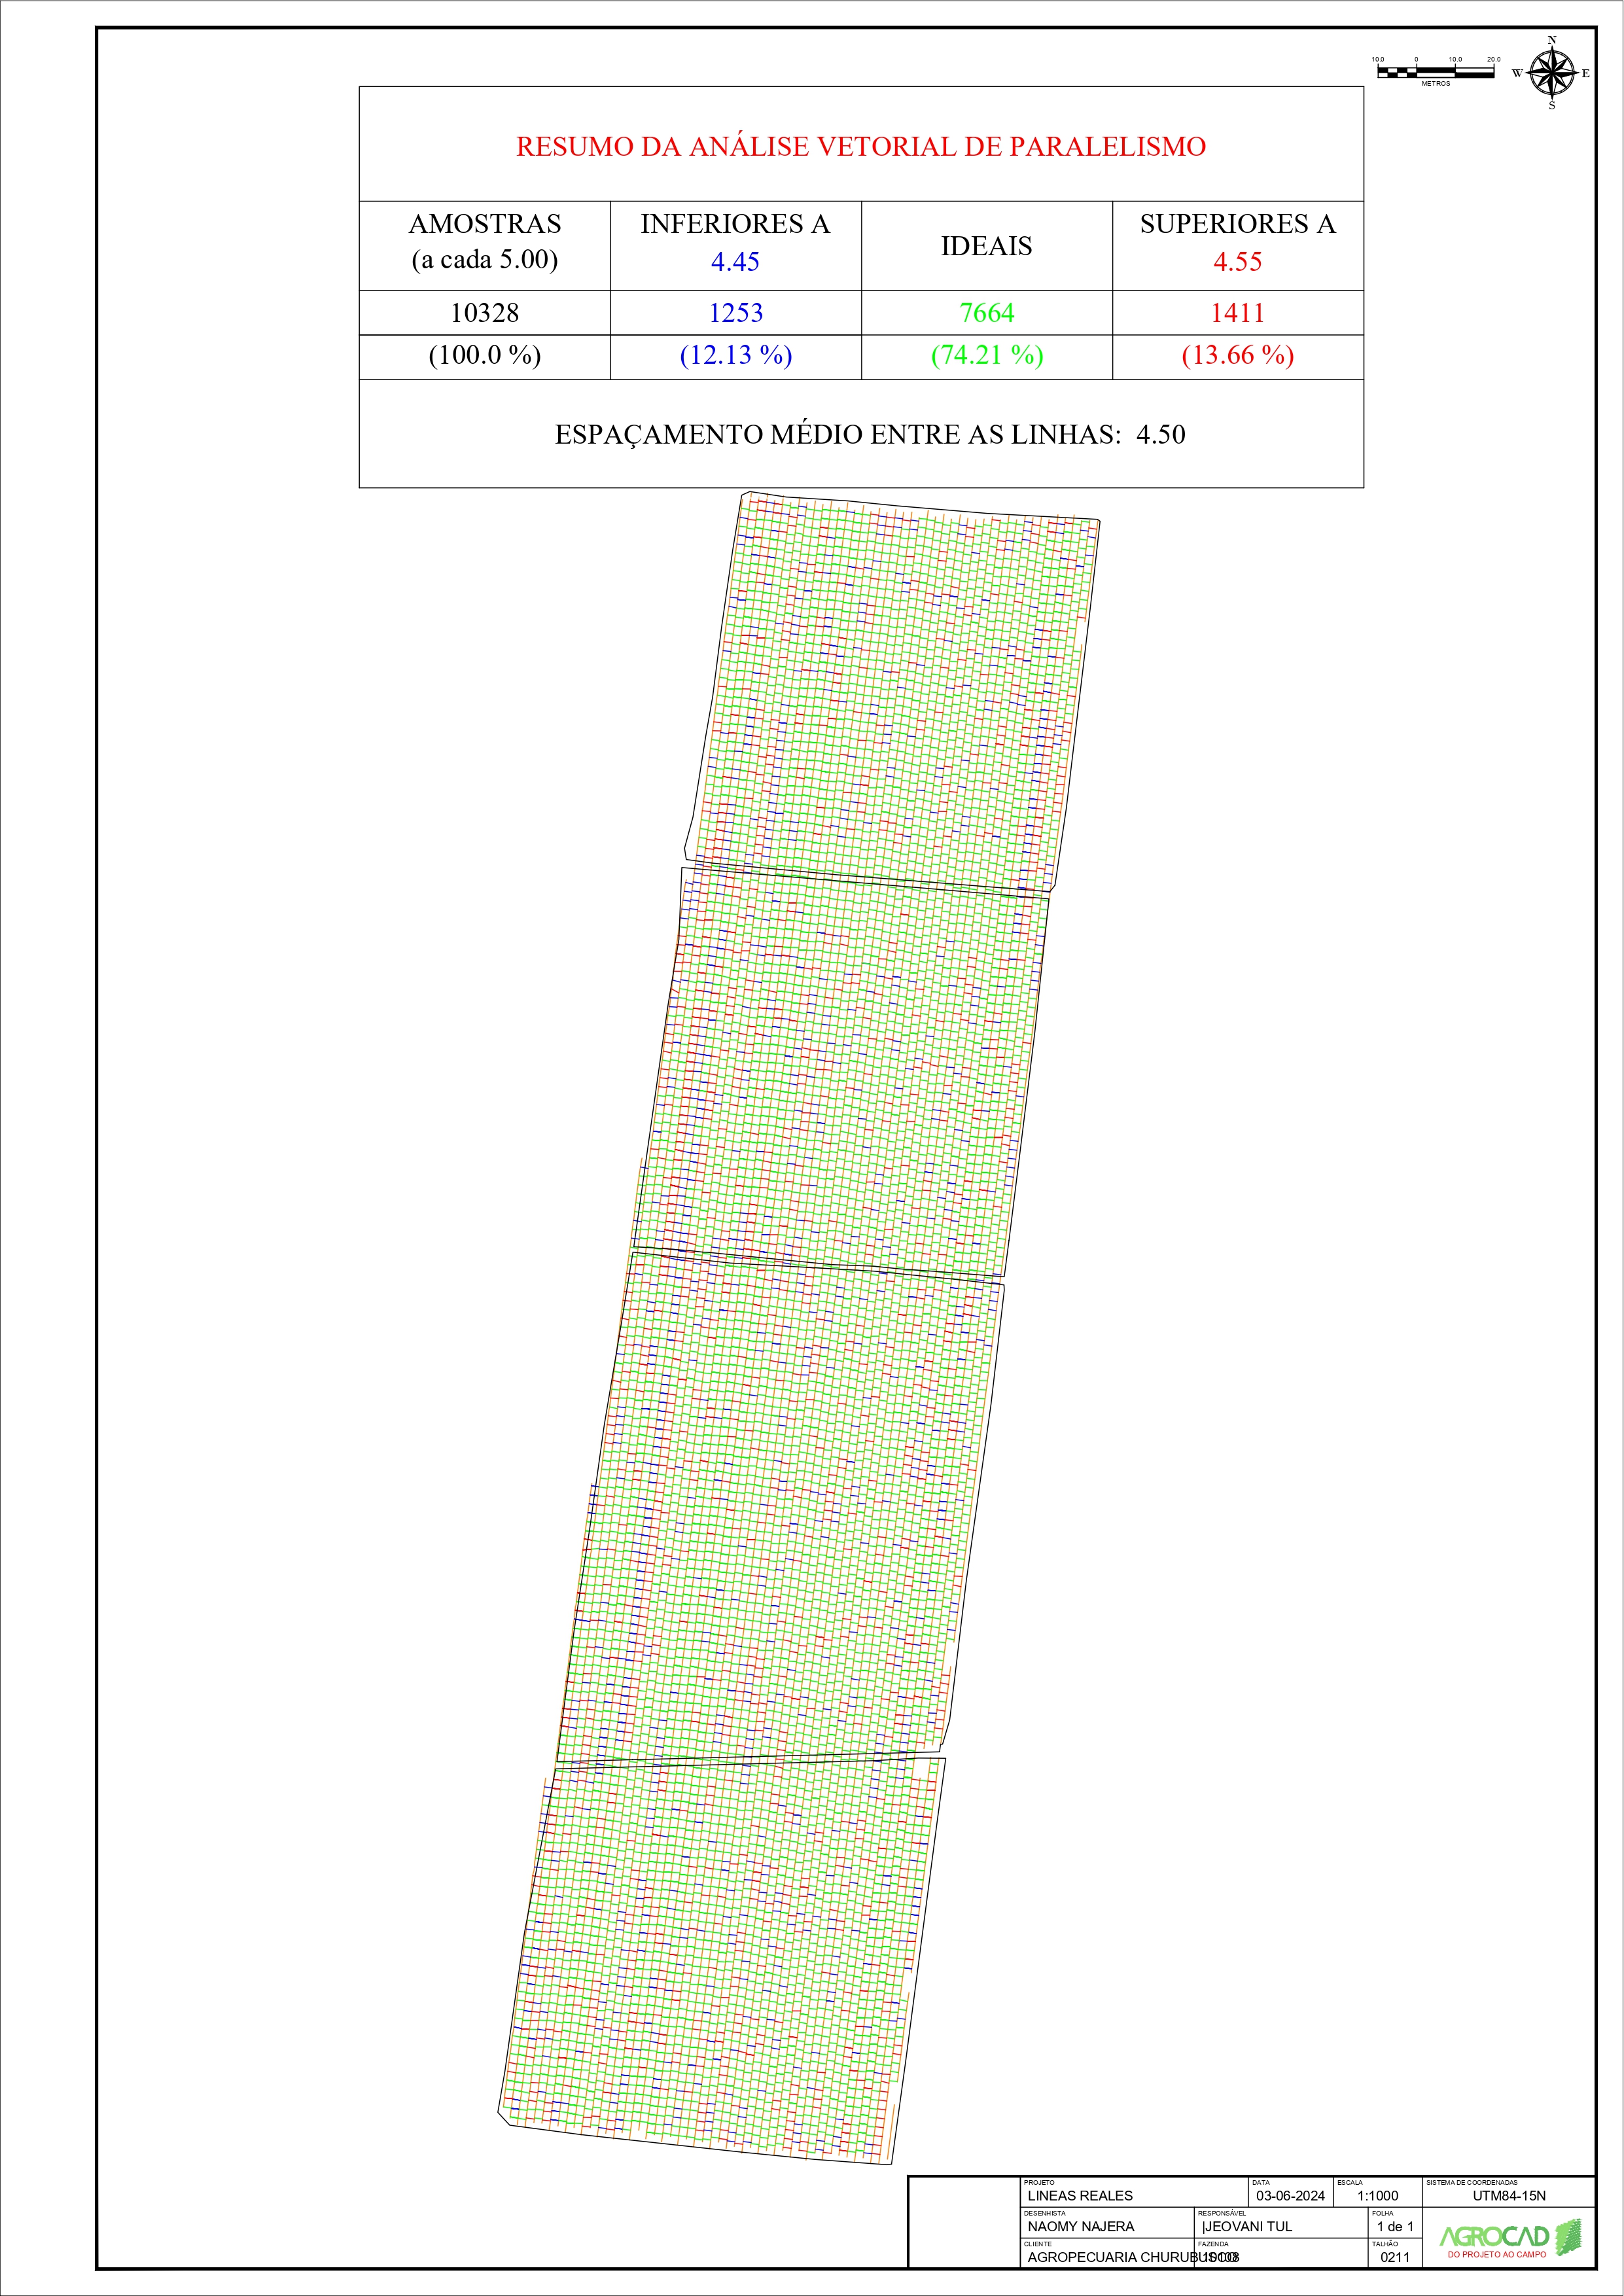 N
10.0 0 10.0 20.0
W E
METROS
S
RESUMO DA ANÁLISE VETORIAL DE PARALELISMO
AMOSTRAS INFERIORES A IDEAIS SUPERIORES A
(a cada 5.00) 4.45 4.55
10328 1253 7664 1411
(100.0 %) (12.13 %) (74.21 %) (13.66 %)
ESPAÇAMENTO MÉDIO ENTRE AS LINHAS: 4.50
PROJETO DATA ESCALA SISTEMA DE COORDENADAS
LINEAS REALES 03-06-2024 1:1000 UTM84-15N
DESENHISTA RESPONSÁVEL FOLHA
NAOMY NAJERA |JEOVANI TUL 1 de 1
AGROCAD
CLIENTE FAZENDA TALHÃO
AGROPECUARIA CHURUBUSCO 0211
DO PROJETO AO CAMPO